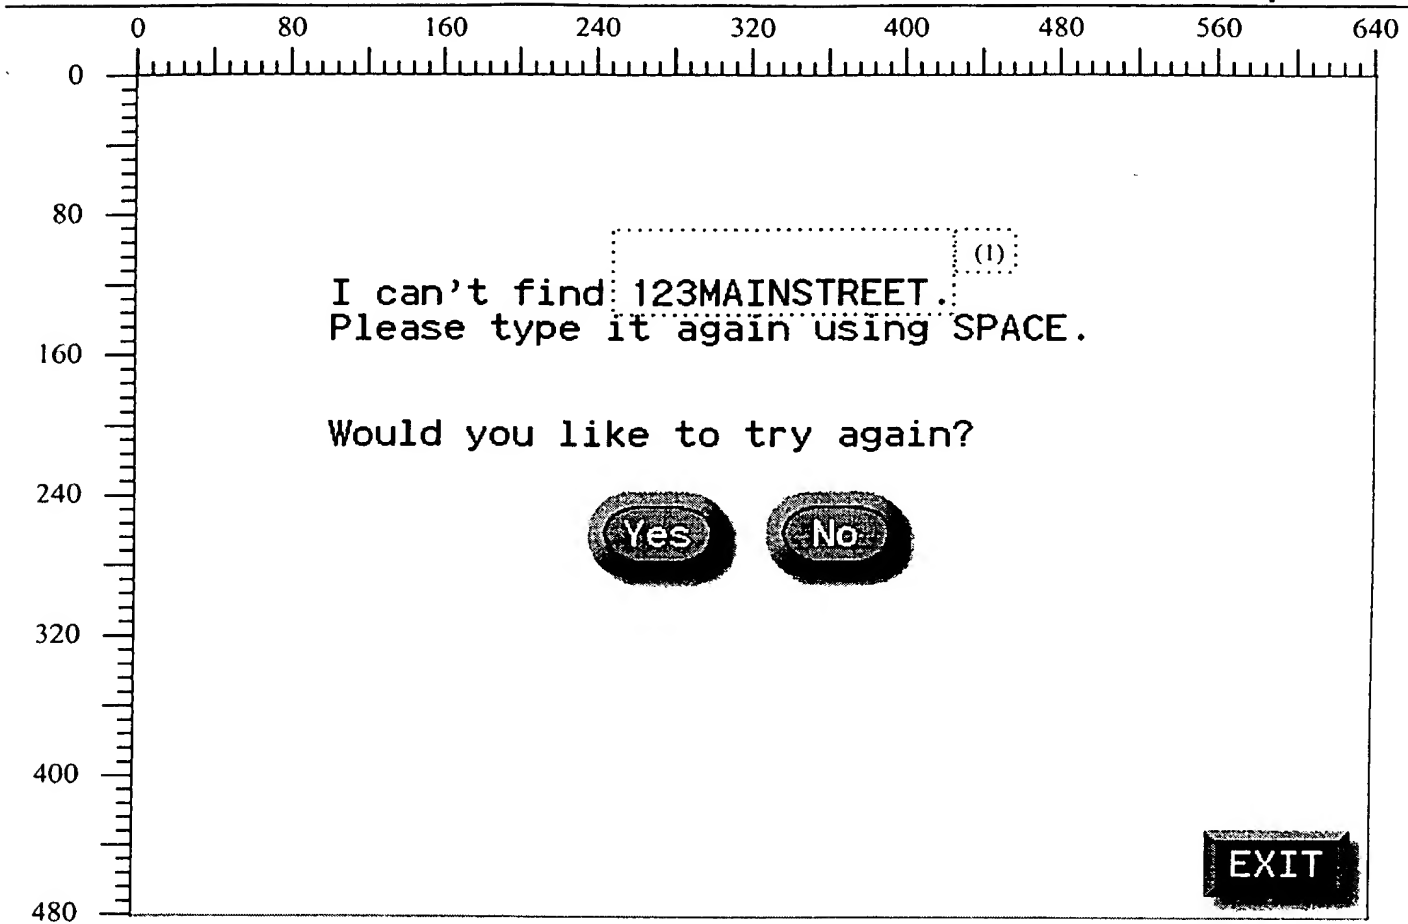 0 80 160 240 320 400 480 560 640
0
80
(1)
I can't find 123MAINSTREET.
Please type it again using SPACE.
160
Would you like to try again?
240
Yes No
320
400
EXIT
480